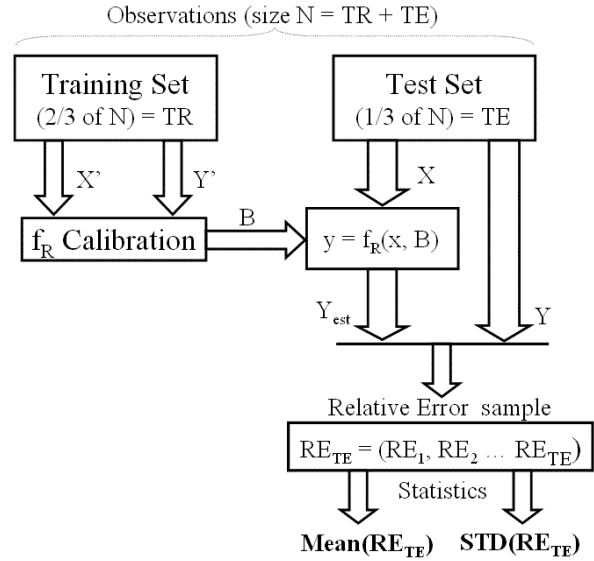 Observations (size N = TR + TE)
Training Set
(2/3 of N) = TR
Test Set
(1/3 of N) = TE
X’
Y’
X
f_R Calibration
B
y = f_R(x, B)
Y_est
Y
Relative Error sample
RE_TE = (RE_1, RE_2 ... RE_TE)
Statistics
Mean(RE_TE)
STD(RE_TE)